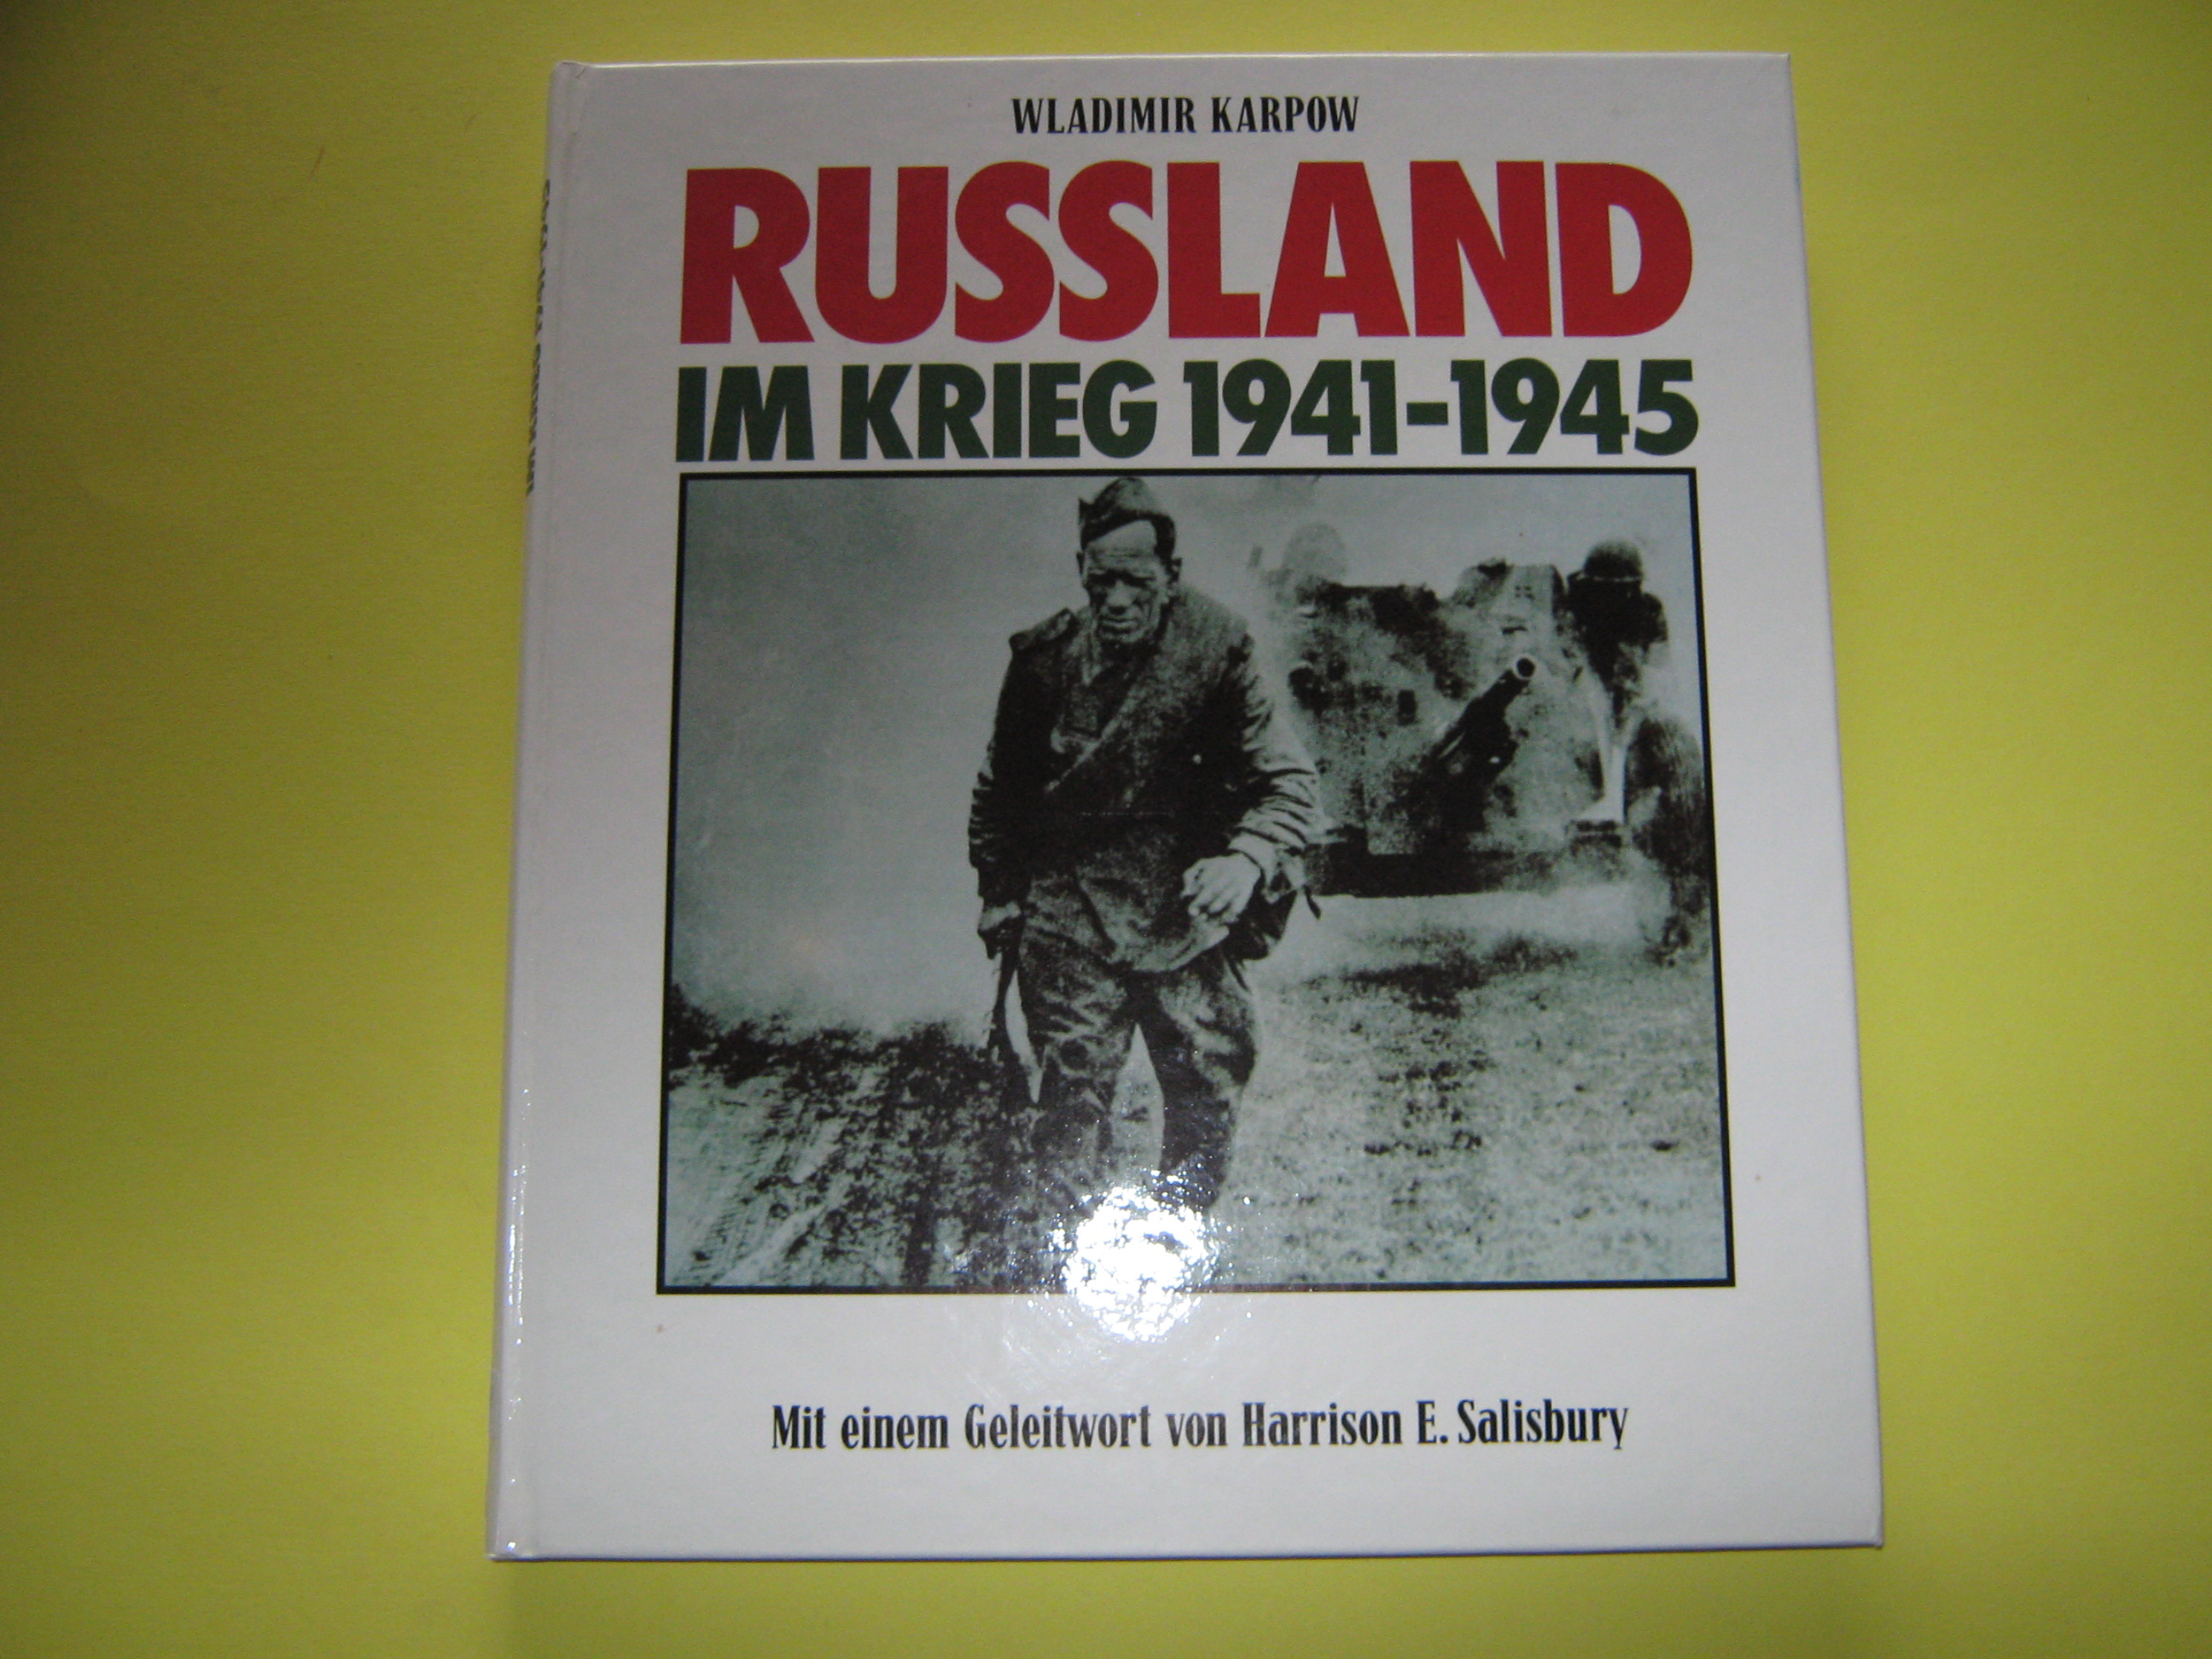 WLADIMIR KARPOW
RUSSLAND
IM KRIEG 1941-1945
Mit einem Geleitwort von Harrison E. Salisbury